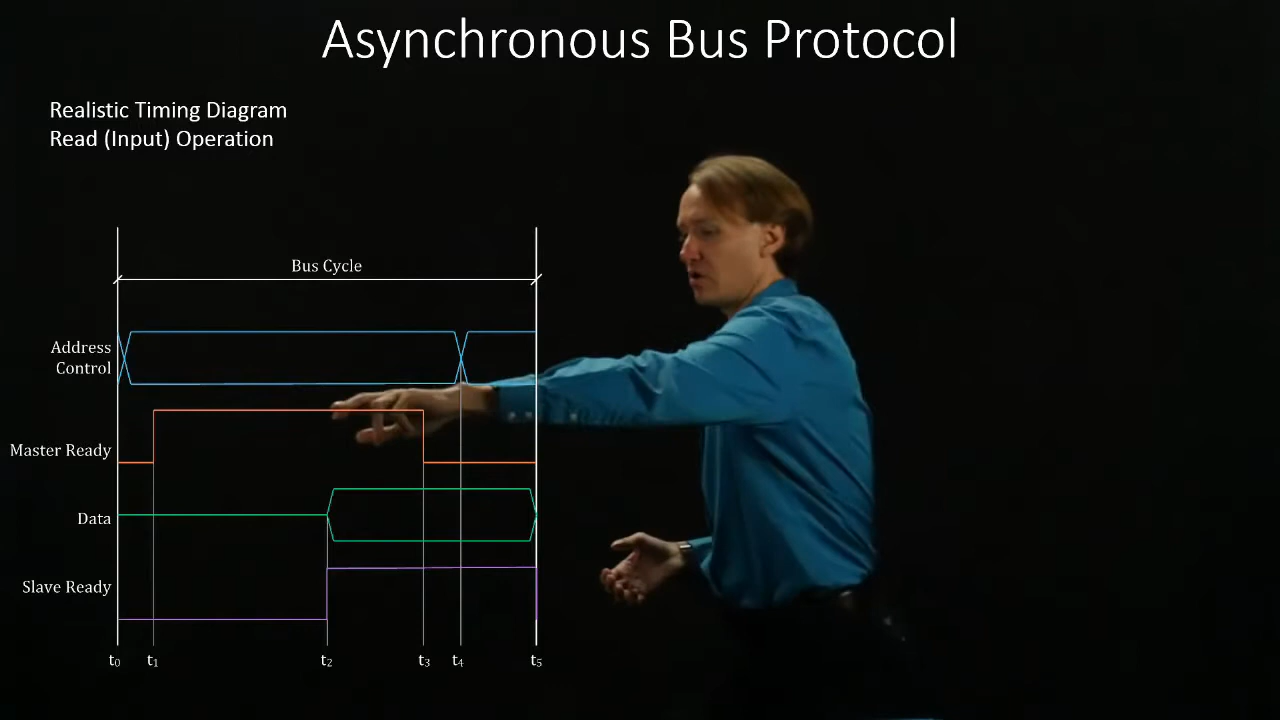 Asynchronous Bus Protocol
Realistic Timing Diagram
Read (Input) Operation
Bus Cycle
Address
Control
Master Ready
Data
Slave Ready
t₀ t₁ t₂ t₃ t₄ t₅